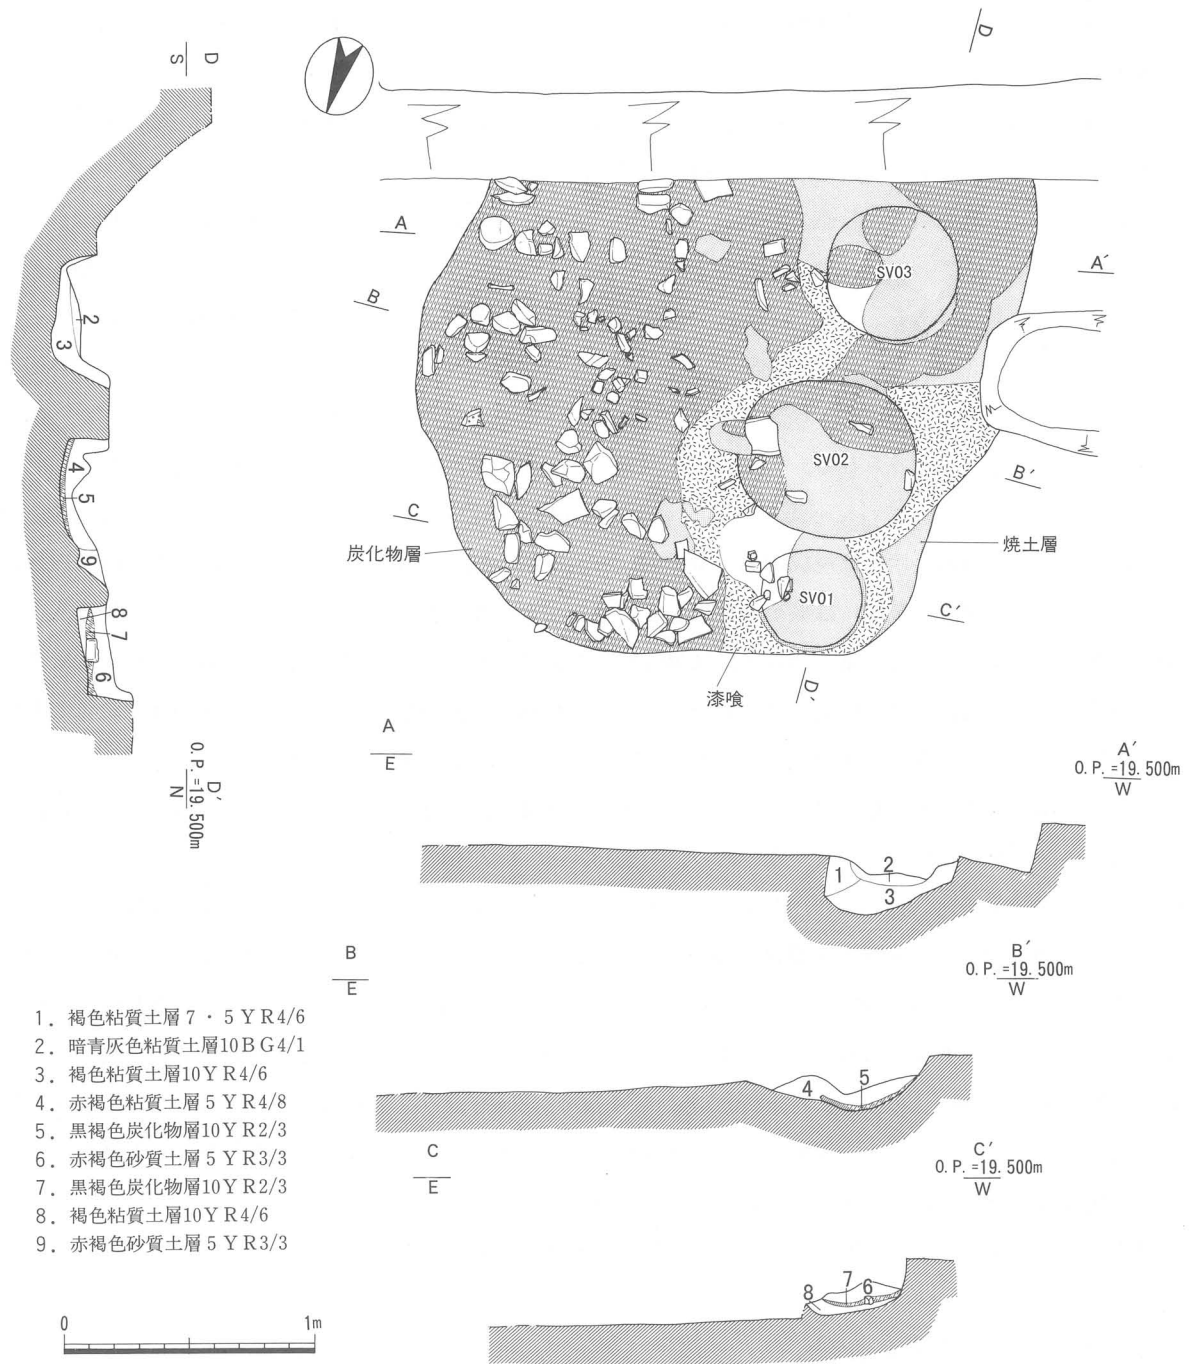 D
S
D
A
B
C
炭化物層
SV03
SV02
SV01
A′
B′
C′
焼土層
漆喰
D′
2
3
4
5
9
8
7
6
D′
O.P.=19.500m
N
A
E
A′
O.P.=19.500m
W
1
2
3
B
E
B′
O.P.=19.500m
W
4
5
C
E
C′
O.P.=19.500m
W
8
7
6
1. 褐色粘質土層7・5YR4/6
2. 暗青灰色粘質土層10BG4/1
3. 褐色粘質土層10YR4/6
4. 赤褐色粘質土層5YR4/8
5. 黒褐色炭化物層10YR2/3
6. 赤褐色砂質土層5YR3/3
7. 黒褐色炭化物層10YR2/3
8. 褐色粘質土層10YR4/6
9. 赤褐色砂質土層5YR3/3
0 1m